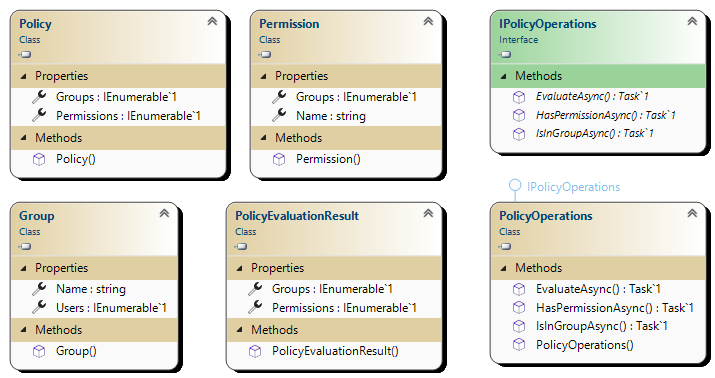 Policy
Class
Properties
Groups : IEnumerable`1
Permissions : IEnumerable`1
Methods
Policy()
Permission
Class
Properties
Groups : IEnumerable`1
Name : string
Methods
Permission()
IPolicyOperations
Interface
Methods
EvaluateAsync() : Task`1
HasPermissionAsync() : Task`1
IsInGroupAsync() : Task`1
Group
Class
Properties
Name : string
Users : IEnumerable`1
Methods
Group()
PolicyEvaluationResult
Class
Properties
Groups : IEnumerable`1
Permissions : IEnumerable`1
Methods
PolicyEvaluationResult()
IPolicyOperations
PolicyOperations
Class
Methods
EvaluateAsync() : Task`1
HasPermissionAsync() : Task`1
IsInGroupAsync() : Task`1
PolicyOperations()